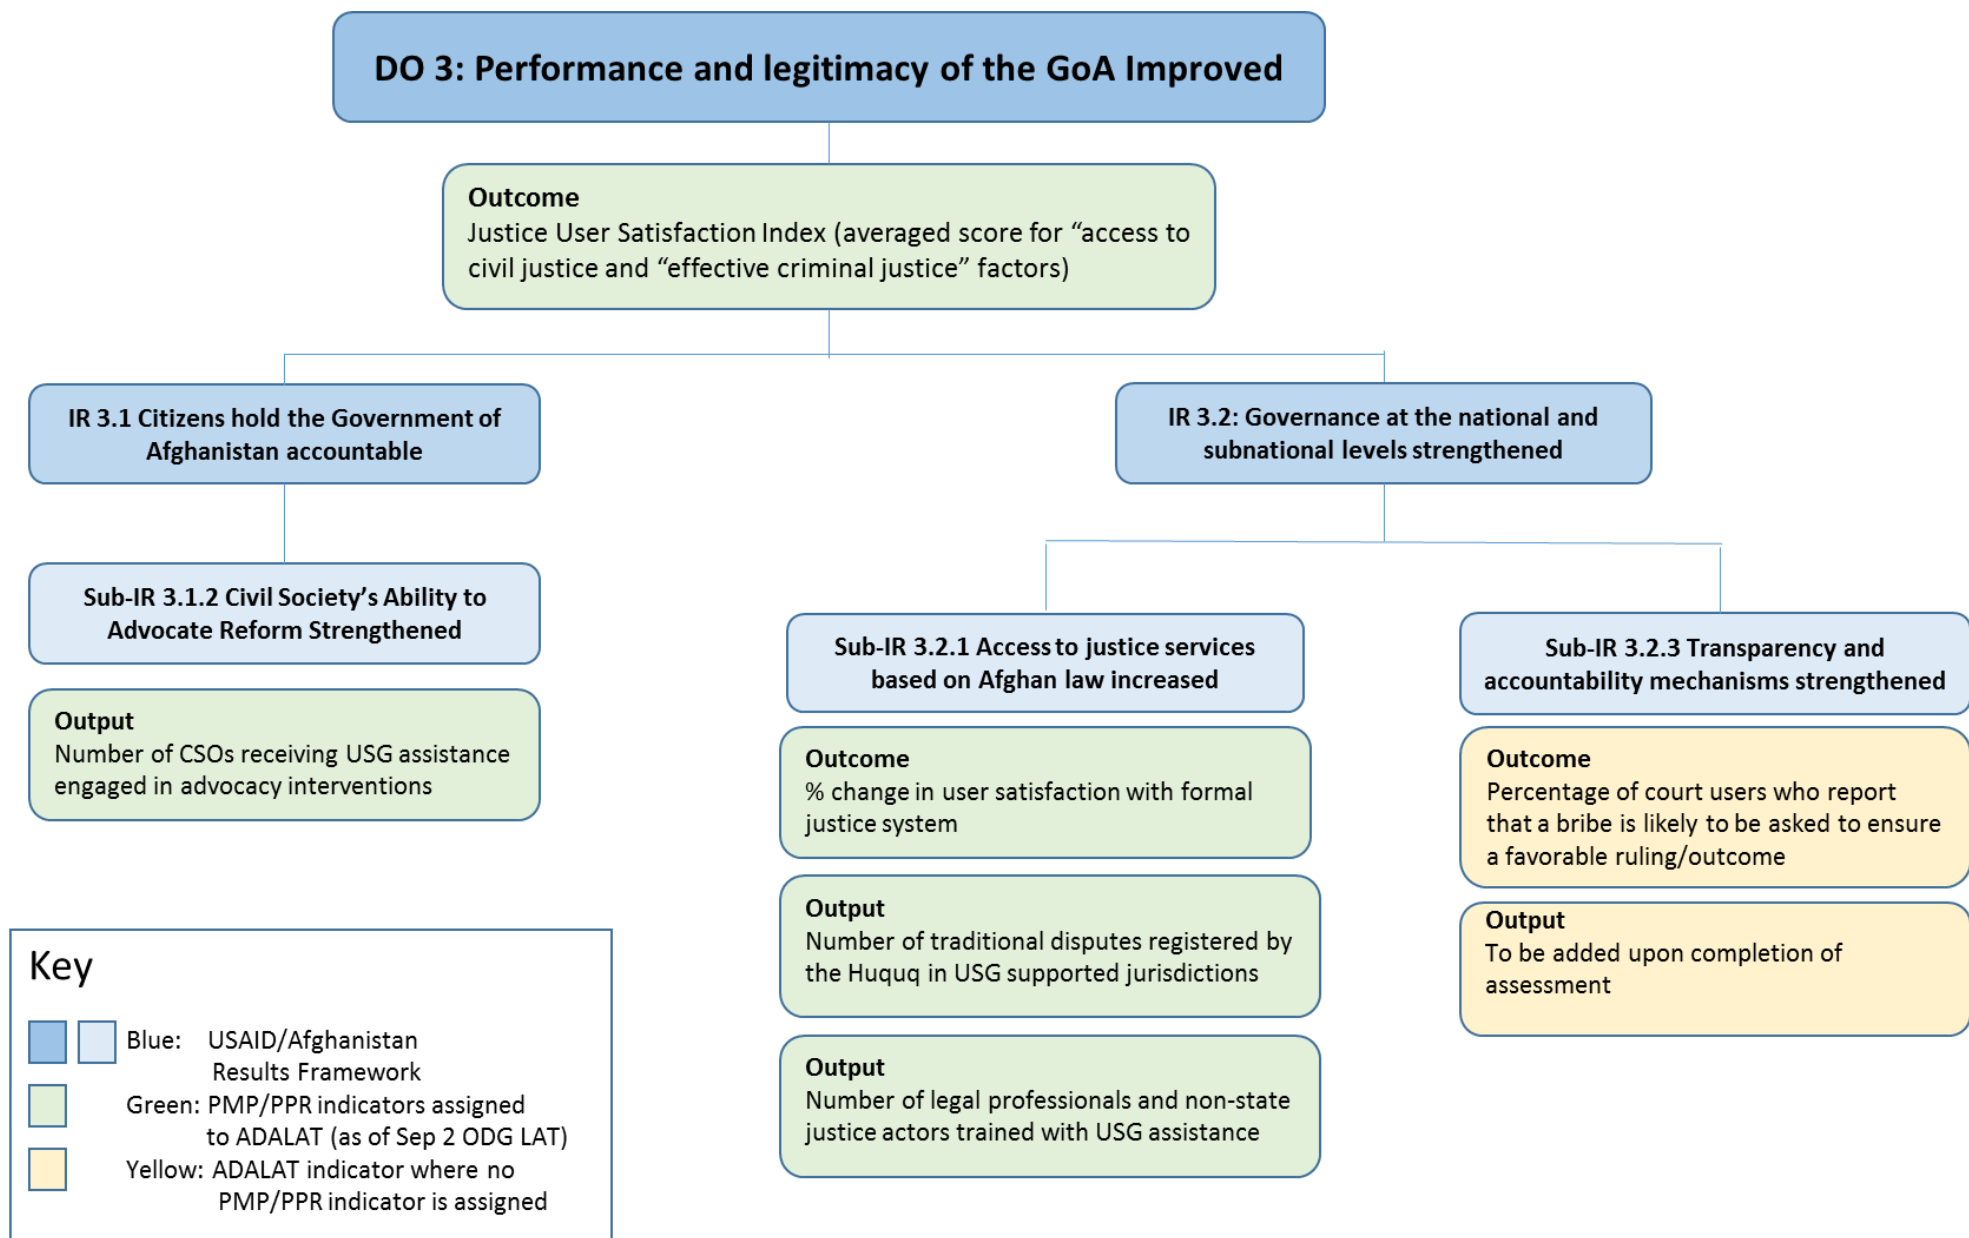 DO 3: Performance and legitimacy of the GoA Improved
Outcome
Justice User Satisfaction Index (averaged score for “access to
civil justice and “effective criminal justice” factors)
IR 3.1 Citizens hold the Government of
Afghanistan accountable
IR 3.2: Governance at the national and
subnational levels strengthened
Sub-IR 3.1.2 Civil Society’s Ability to
Advocate Reform Strengthened
Output
Number of CSOs receiving USG assistance
engaged in advocacy interventions
Sub-IR 3.2.1 Access to justice services
based on Afghan law increased
Outcome
% change in user satisfaction with formal
justice system
Output
Number of traditional disputes registered by
the Huquq in USG supported jurisdictions
Output
Number of legal professionals and non-state
justice actors trained with USG assistance
Sub-IR 3.2.3 Transparency and
accountability mechanisms strengthened
Outcome
Percentage of court users who report
that a bribe is likely to be asked to ensure
a favorable ruling/outcome
Output
To be added upon completion of
assessment
Key
Blue: USAID/Afghanistan
Results Framework
Green: PMP/PPR indicators assigned
to ADALAT (as of Sep 2 ODG LAT)
Yellow: ADALAT indicator where no
PMP/PPR indicator is assigned